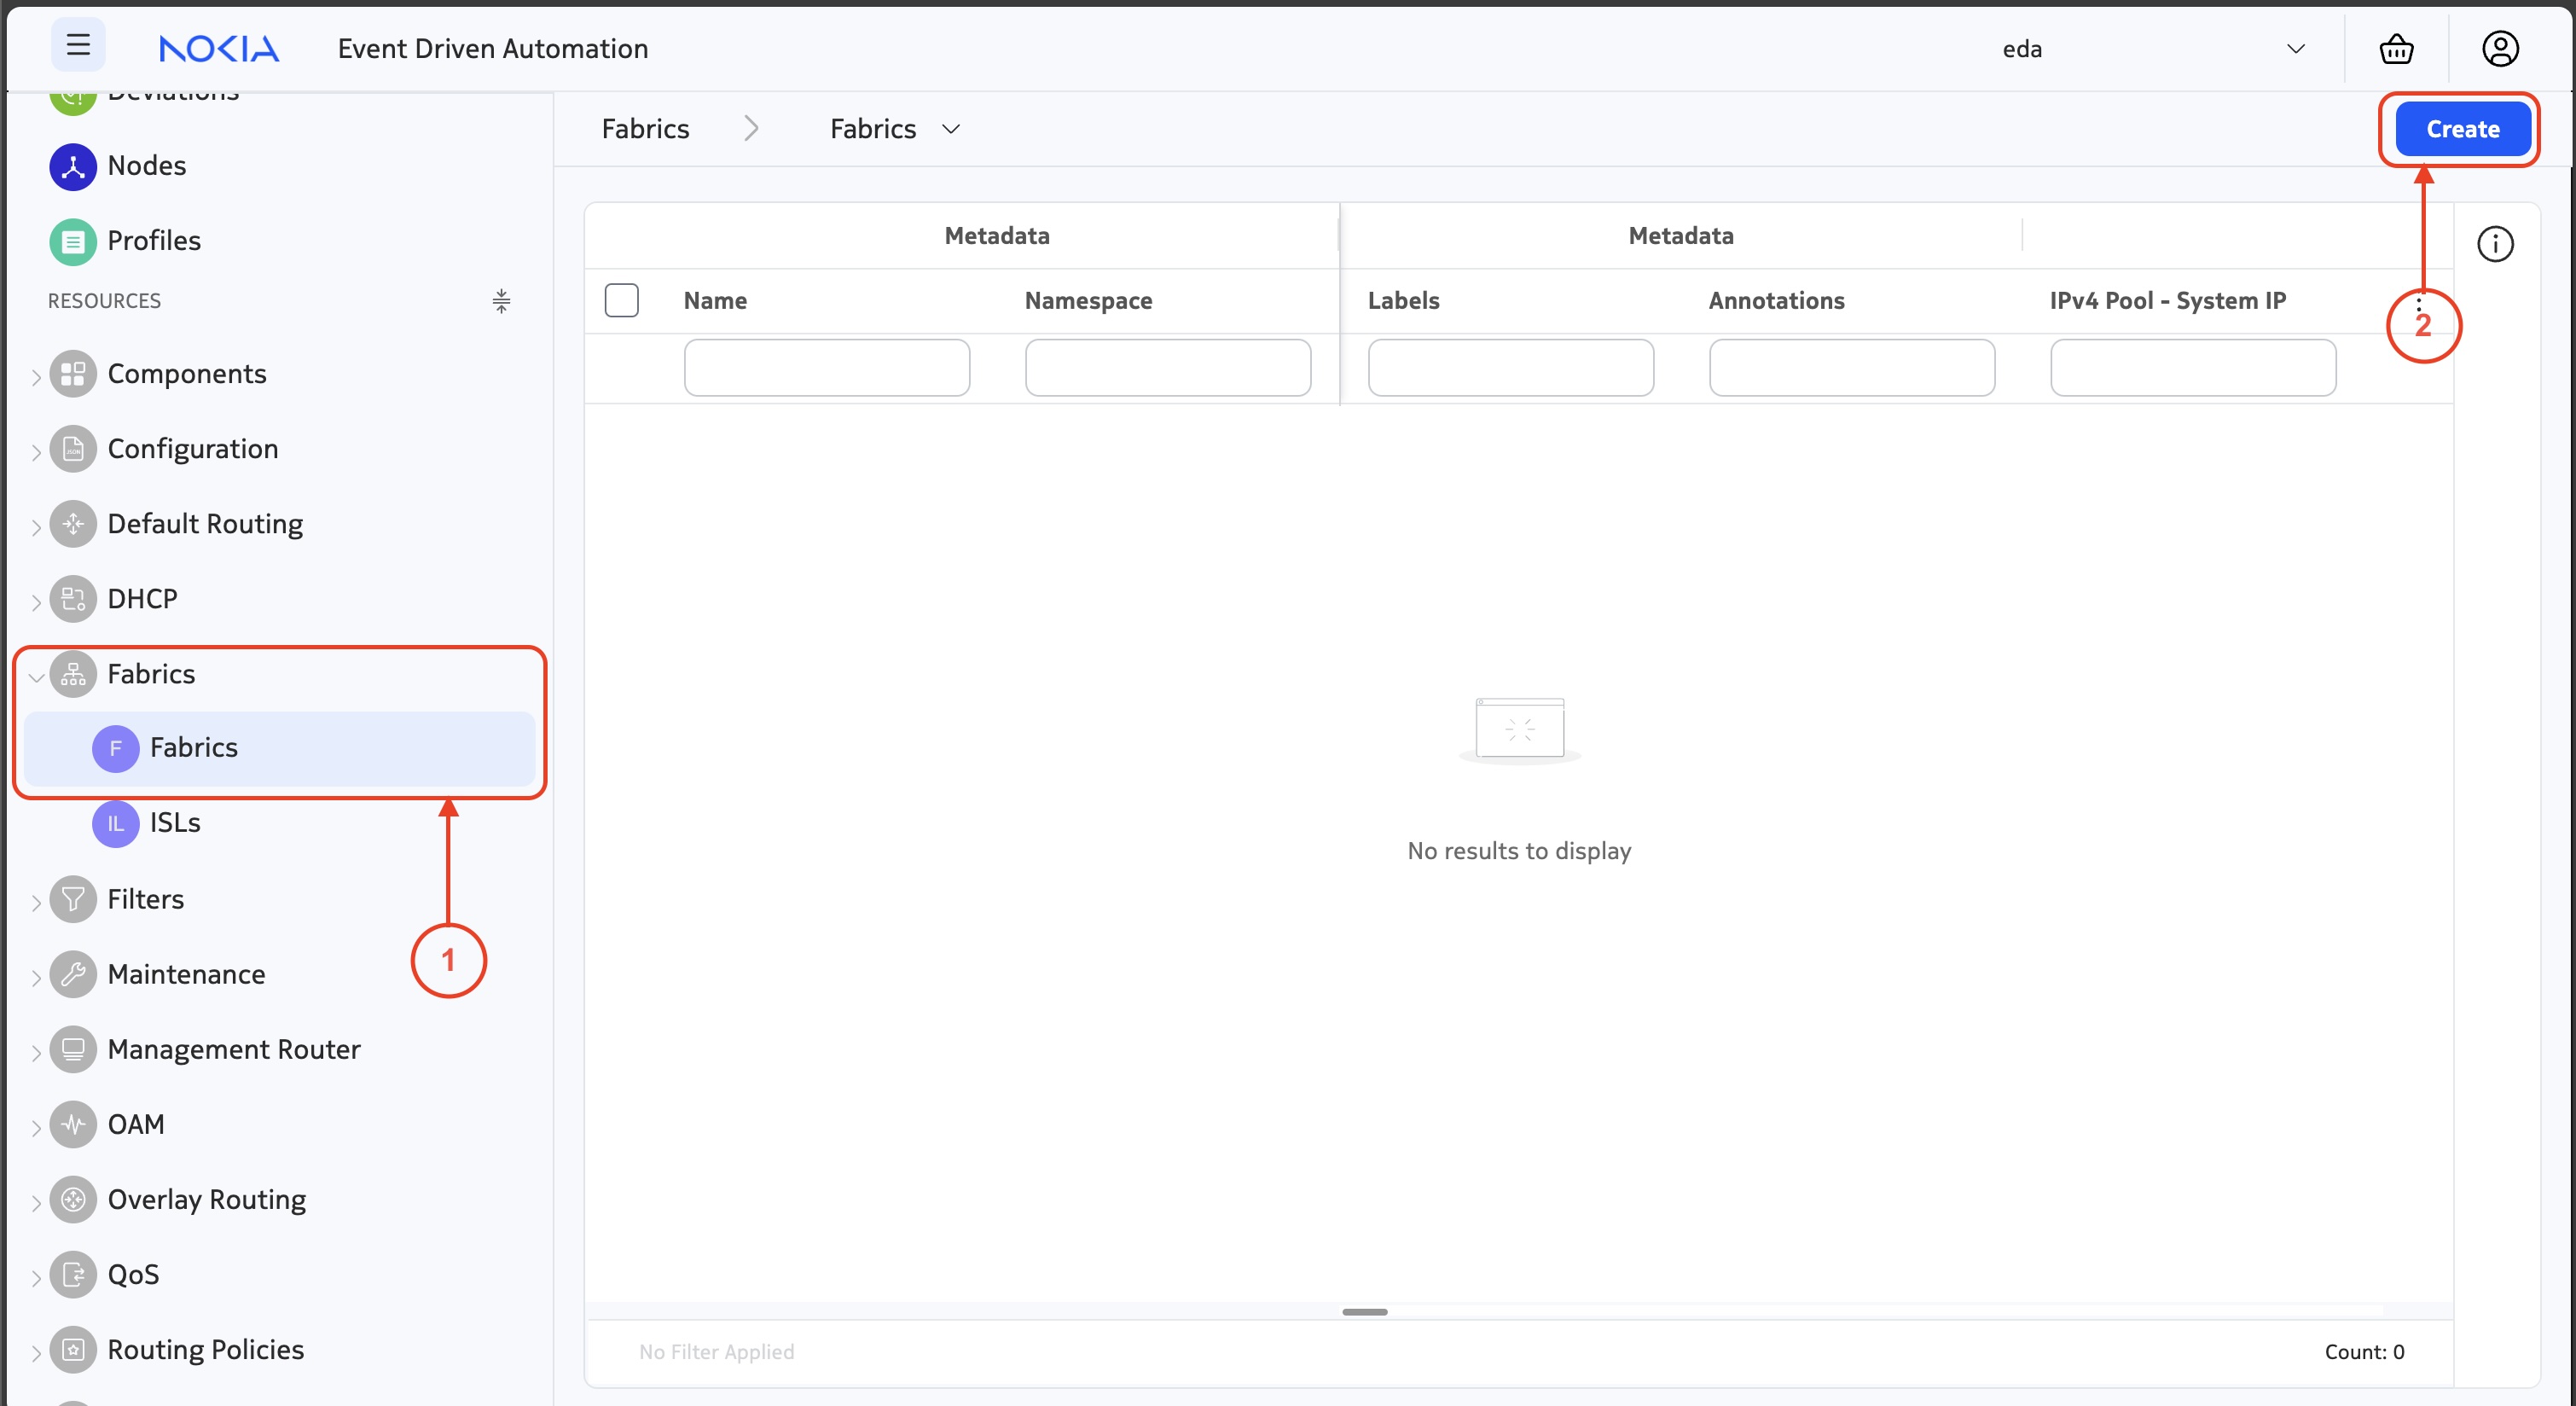 NOKIA Event Driven Automation eda
Deviations
Nodes
Profiles
RESOURCES
Components
JSON
Configuration
Default Routing
DHCP
Fabrics
F Fabrics
IL ISLs
Filters
Maintenance
Management Router
OAM
Overlay Routing
QoS
Routing Policies
1
Fabrics Fabrics Create
2
Metadata Metadata
Name Namespace Labels Annotations IPv4 Pool - System IP
No results to display
No Filter Applied Count: 0